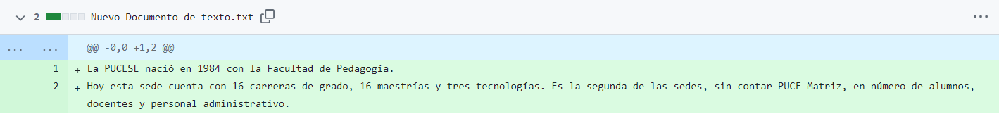 2 Nuevo Documento de texto.txt ...
... ... @@ -0,0 +1,2 @@
1 + La PUCESE nació en 1984 con la Facultad de Pedagogía.
2 + Hoy esta sede cuenta con 16 carreras de grado, 16 maestrías y tres tecnologías. Es la segunda de las sedes, sin contar PUCE Matriz, en número de alumnos,
docentes y personal administrativo.